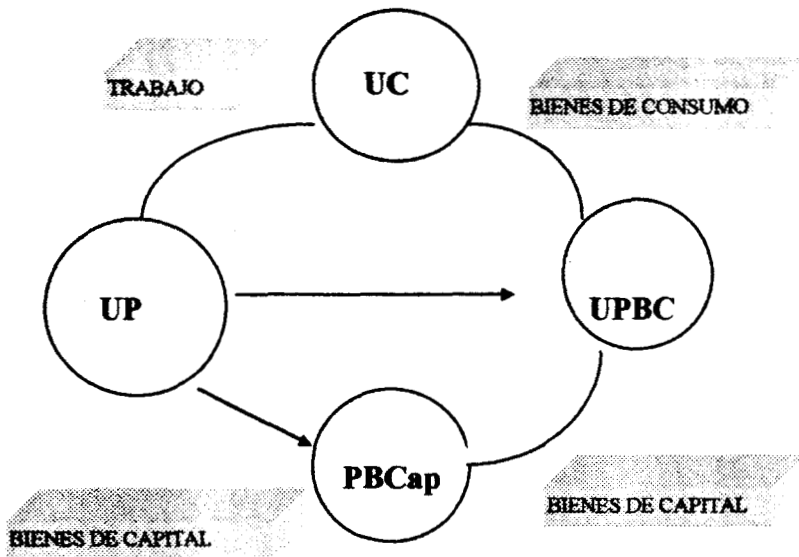 UC
TRABAJO
BIENES DE CONSUMO
UP
UPBC
PBCap
BIENES DE CAPITAL
BIENES DE CAPITAL